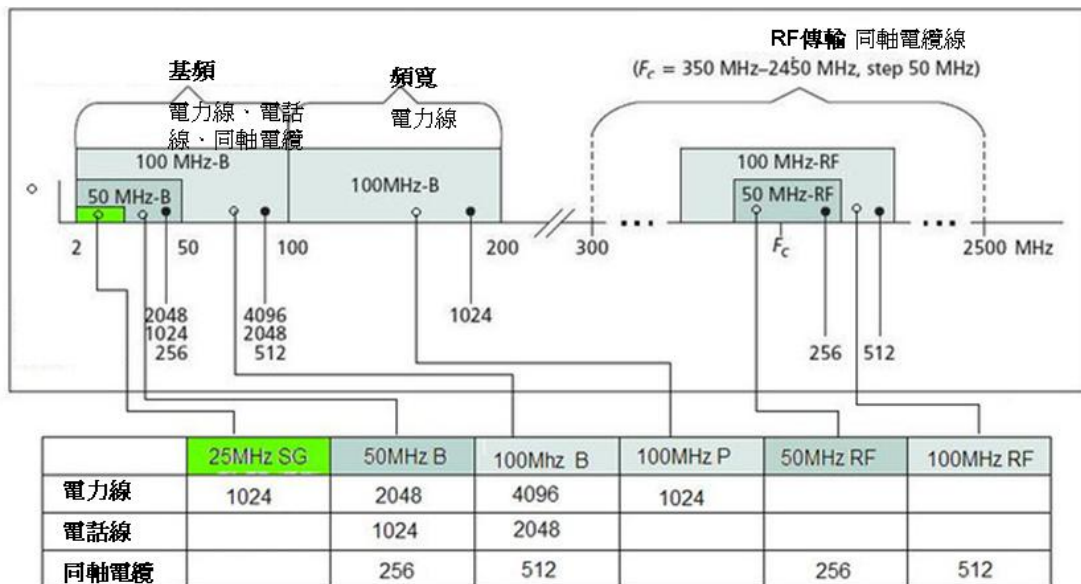 RF傳輸 同軸電纜線
(Fc = 350 MHz–2450 MHz, step 50 MHz)
基頻
電力線、電話
線、同軸電纜
頻寬
電力線
100 MHz-B
50 MHz-B
100MHz-B
100 MHz-RF
50 MHz-RF
2 50 100 200 300 Fc 2500 MHz
2048
1024
256
4096
2048
512
1024
256
512
25MHz SG 50MHz B 100Mhz B 100MHz P 50MHz RF 100MHz RF
電力線 1024 2048 4096 1024
電話線 1024 2048
同軸電纜 256 512 256 512